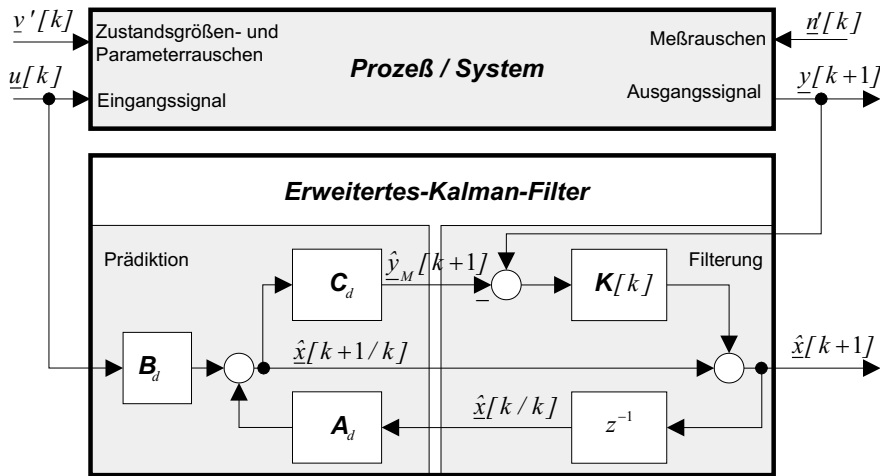 v'[k]
Zustandsgrößen- und
Parameterrauschen
Meßrauschen
n'[k]
Prozeß / System
u[k]
Eingangssignal
Ausgangssignal
y[k+1]
Erweitertes-Kalman-Filter
Prädiktion
Filterung
C_d
ŷ_M[k+1]
−
K[k]
B_d
x̂[k+1/k]
x̂[k+1]
A_d
x̂[k/k]
z⁻¹